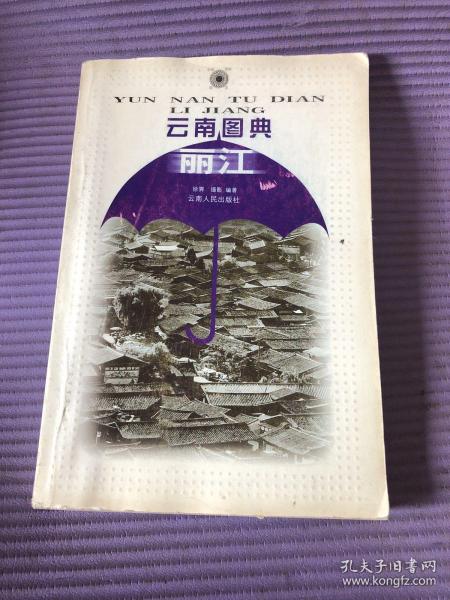 YUN NAN TU DIAN
LI JIANG
云南图典
丽江
徐冀 摄影 编著
云南人民出版社
孔夫子旧书网
www.kongfz.com